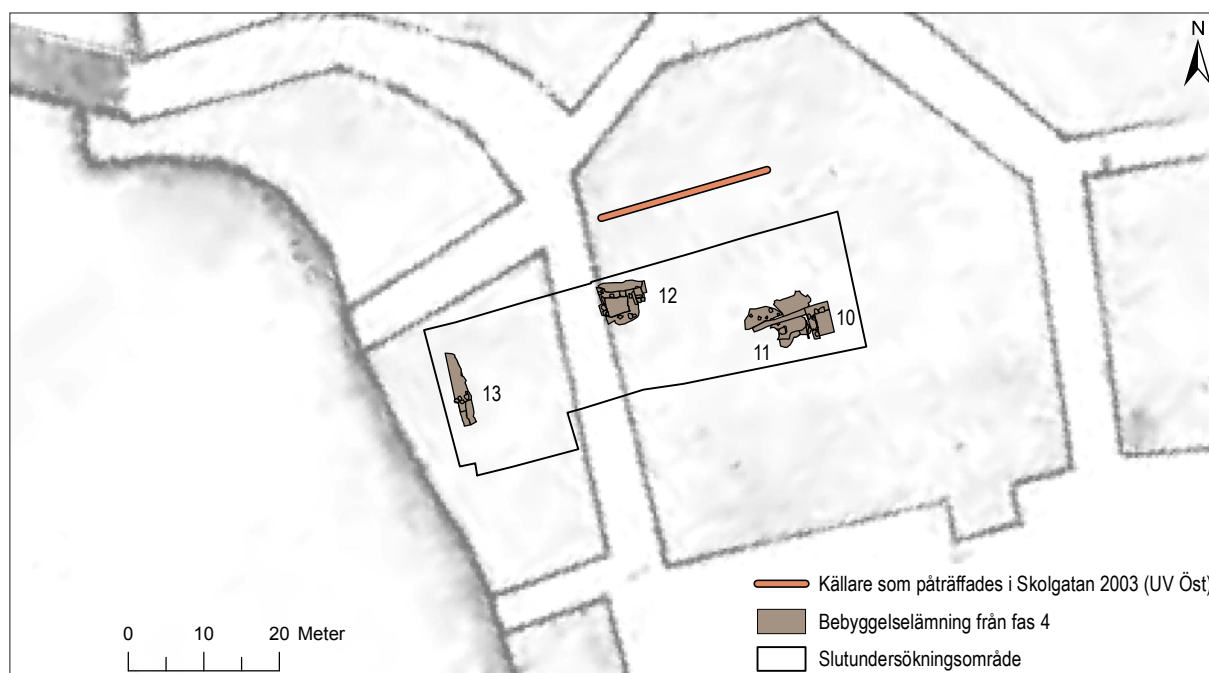 N
12
10
11
13
Källare som påträffades i Skolgatan 2003 (UV Öst)
Bebyggelselämning från fas 4
Slutundersökningsområde
0 10 20 Meter